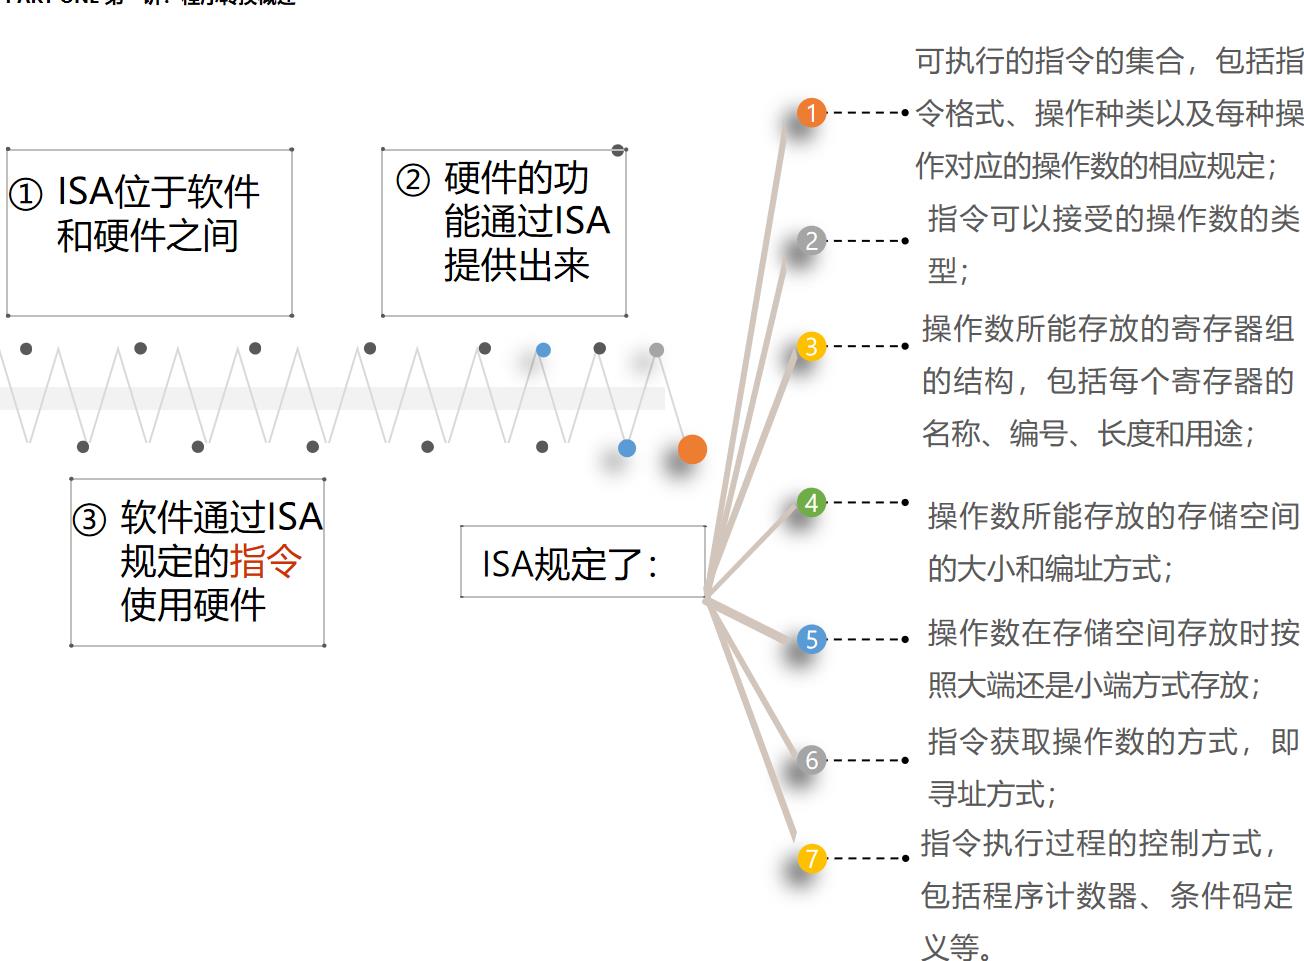 ① ISA位于软件
和硬件之间
② 硬件的功
能通过ISA
提供出来
③ 软件通过ISA
规定的指令
使用硬件
ISA规定了：
1
可执行的指令的集合，包括指
令格式、操作种类以及每种操
作对应的操作数的相应规定；
2
指令可以接受的操作数的类
型；
3
操作数所能存放的寄存器组
的结构，包括每个寄存器的
名称、编号、长度和用途；
4
操作数所能存放的存储空间
的大小和编址方式；
5
操作数在存储空间存放时按
照大端还是小端方式存放；
6
指令获取操作数的方式，即
寻址方式；
7
指令执行过程的控制方式，
包括程序计数器、条件码定
义等。